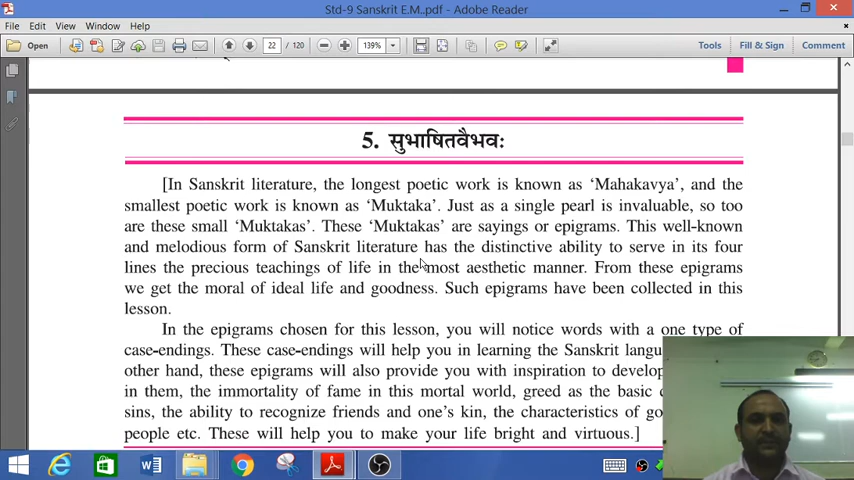 Std-9 Sanskrit E.M..pdf - Adobe Reader
File Edit View Window Help
Open 22 / 120 139% Tools Fill & Sign Comment
5. सुभाषितवैभवः
[In Sanskrit literature, the longest poetic work is known as ‘Mahakavya’, and the
smallest poetic work is known as ‘Muktaka’. Just as a single pearl is invaluable, so too
are these small ‘Muktakas’. These ‘Muktakas’ are sayings or epigrams. This well-known
and melodious form of Sanskrit literature has the distinctive ability to serve in its four
lines the precious teachings of life in the most aesthetic manner. From these epigrams
we get the moral of ideal life and goodness. Such epigrams have been collected in this
lesson.
In the epigrams chosen for this lesson, you will notice words with a one type of
case-endings. These case-endings will help you in learning the Sanskrit
other hand, these epigrams will also provide you with inspiration to
in them, the immortality of fame in this mortal world, greed as the basic
sins, the ability to recognize friends and one's kin, the characteristics of
people etc. These will help you to make your life bright and virtuous.]